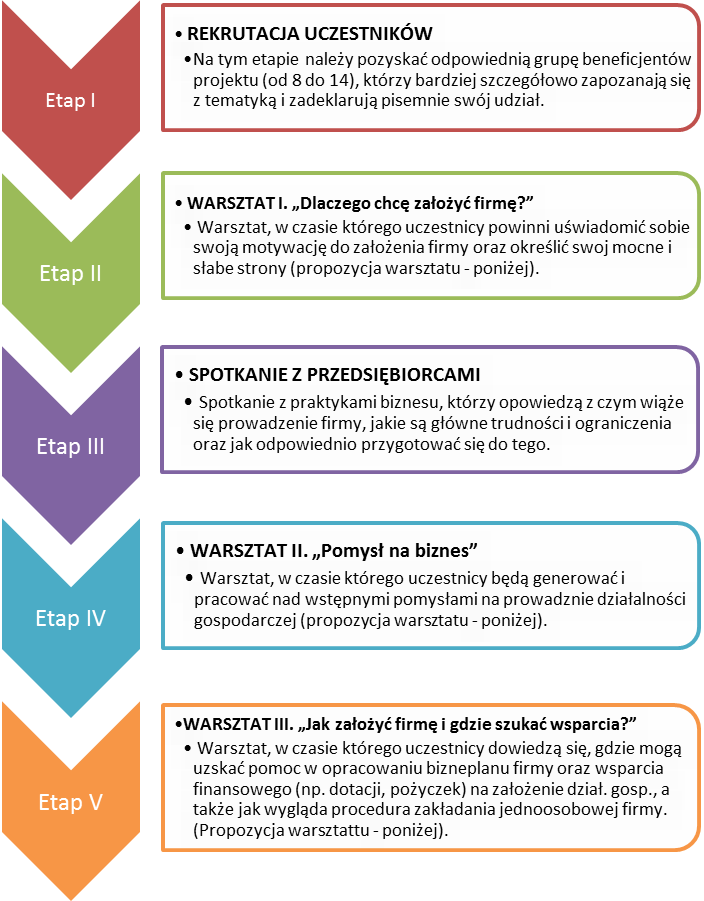 Etap I
• REKRUTACJA UCZESTNIKÓW
•Na tym etapie należy pozyskać odpowiednią grupę beneficjentów
projektu (od 8 do 14), którzy bardziej szczegółowo zapozanają się
z tematyką i zadeklarują pisemnie swój udział.
Etap II
• WARSZTAT I. „Dlaczego chcę założyć firmę?”
• Warsztat, w czasie którego uczestnicy powinni uświadomić sobie
swoją motywację do założenia firmy oraz określić swoj mocne i
słabe strony (propozycja warsztatu - poniżej).
Etap III
• SPOTKANIE Z PRZEDSIĘBIORCAMI
• Spotkanie z praktykami biznesu, którzy opowiedzą z czym wiąże
się prowadzenie firmy, jakie są główne trudności i ograniczenia
oraz jak odpowiednio przygotować się do tego.
Etap IV
• WARSZTAT II. „Pomysł na biznes”
• Warsztat, w czasie którego uczestnicy będą generować i
pracować nad wstępnymi pomysłami na prowadznie działalności
gospodarczej (propozycja warsztatu - poniżej).
Etap V
•WARSZTAT III. „Jak założyć firmę i gdzie szukać wsparcia?”
• Warsztat, w czasie którego uczestnicy dowiedzą się, gdzie mogą
uzskać pomoc w opracowaniu bizneplanu firmy oraz wsparcia
finansowego (np. dotacji, pożyczek) na założenie dział. gosp., a
także jak wygląda procedura zakładania jednoosobowej firmy.
(Propozycja warsztattu - poniżej).